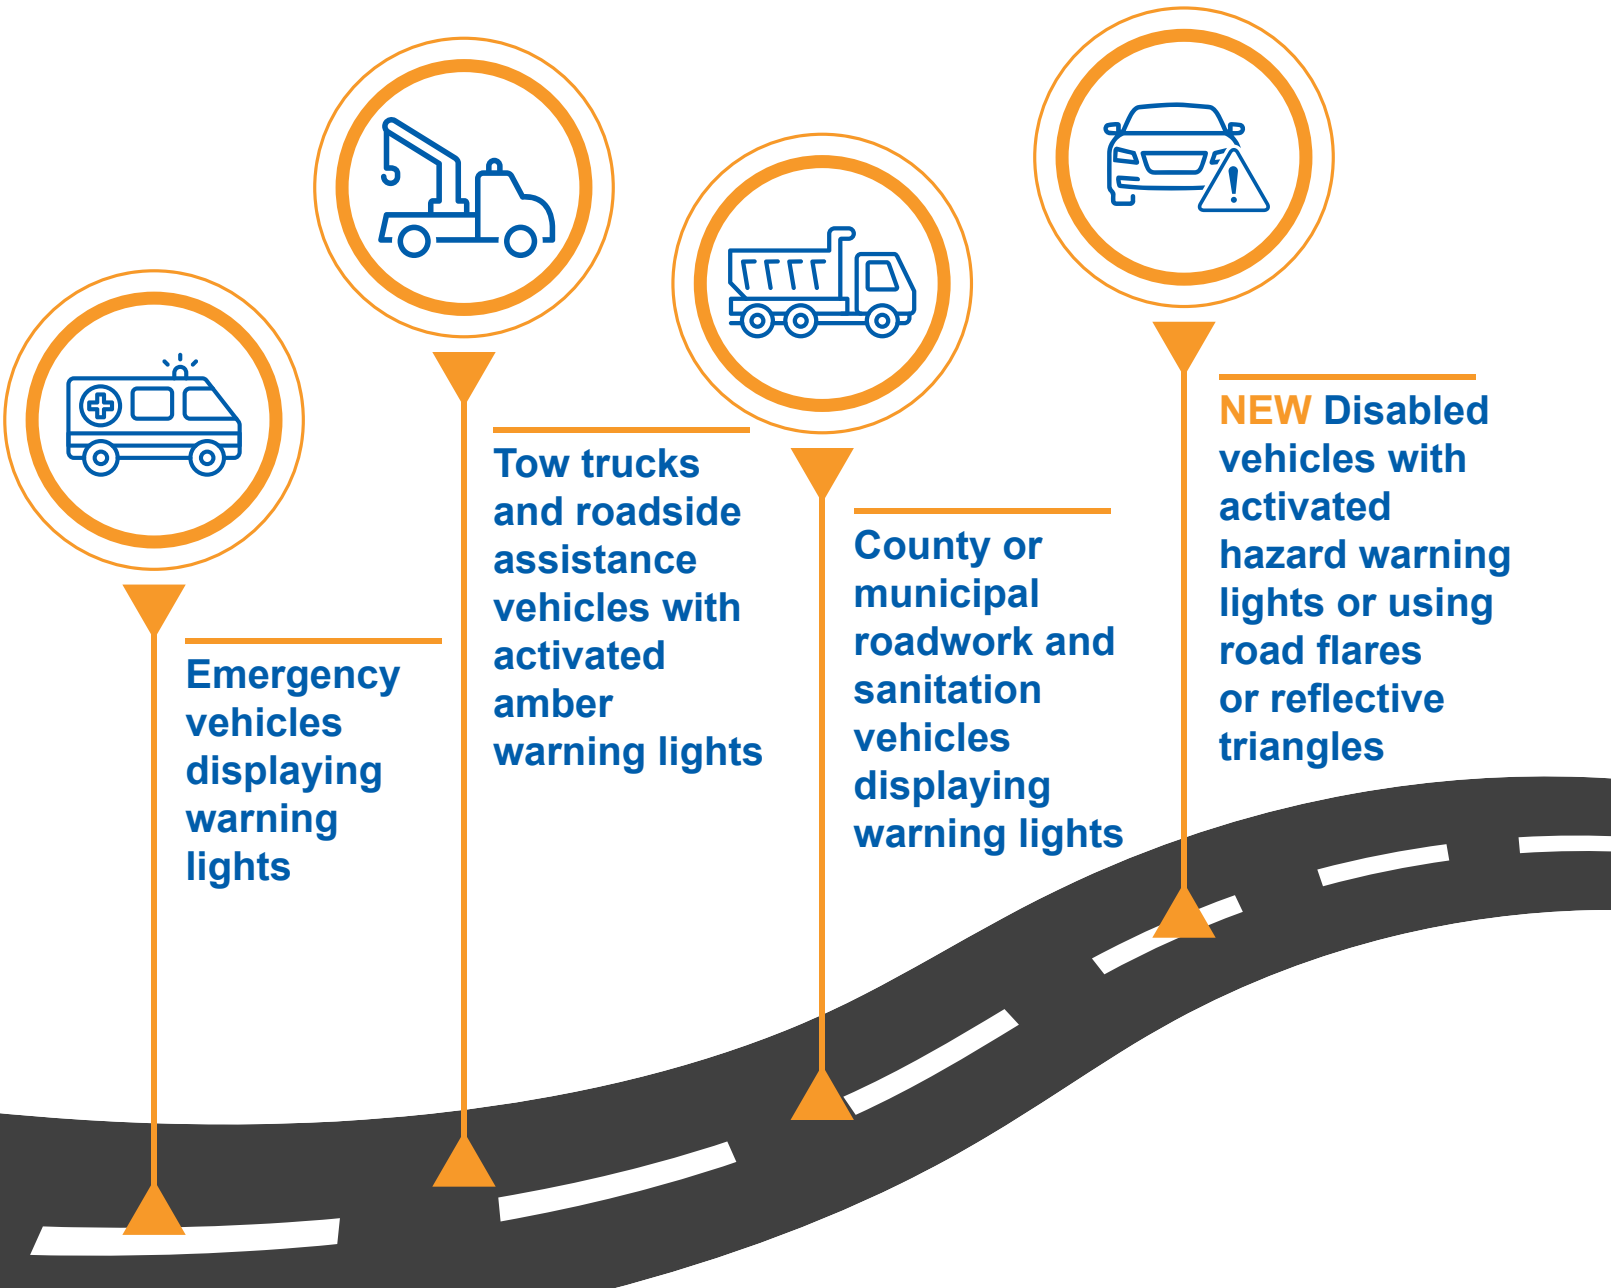 Emergency
vehicles
displaying
warning
lights
Tow trucks
and roadside
assistance
vehicles with
activated
amber
warning lights
County or
municipal
roadwork and
sanitation
vehicles
displaying
warning lights
NEW Disabled
vehicles with
activated
hazard warning
lights or using
road flares
or reflective
triangles